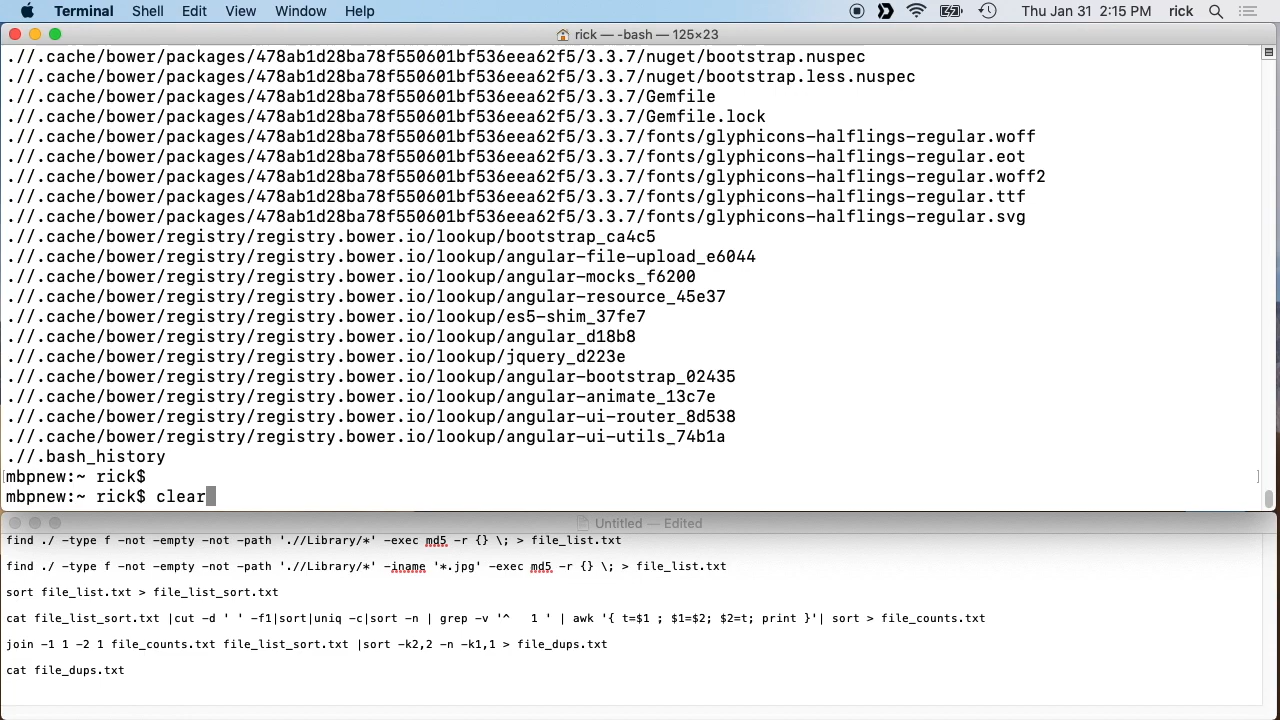 Terminal Shell Edit View Window Help Thu Jan 31 2:15 PM rick
rick — -bash — 125×23
.//.cache/bower/packages/478ab1d28ba78f550601bf536eea62f5/3.3.7/nuget/bootstrap.nuspec
.//.cache/bower/packages/478ab1d28ba78f550601bf536eea62f5/3.3.7/nuget/bootstrap.less.nuspec
.//.cache/bower/packages/478ab1d28ba78f550601bf536eea62f5/3.3.7/Gemfile
.//.cache/bower/packages/478ab1d28ba78f550601bf536eea62f5/3.3.7/Gemfile.lock
.//.cache/bower/packages/478ab1d28ba78f550601bf536eea62f5/3.3.7/fonts/glyphicons-halflings-regular.woff
.//.cache/bower/packages/478ab1d28ba78f550601bf536eea62f5/3.3.7/fonts/glyphicons-halflings-regular.eot
.//.cache/bower/packages/478ab1d28ba78f550601bf536eea62f5/3.3.7/fonts/glyphicons-halflings-regular.woff2
.//.cache/bower/packages/478ab1d28ba78f550601bf536eea62f5/3.3.7/fonts/glyphicons-halflings-regular.ttf
.//.cache/bower/packages/478ab1d28ba78f550601bf536eea62f5/3.3.7/fonts/glyphicons-halflings-regular.svg
.//.cache/bower/registry/registry.bower.io/lookup/bootstrap_ca4c5
.//.cache/bower/registry/registry.bower.io/lookup/angular-file-upload_e6044
.//.cache/bower/registry/registry.bower.io/lookup/angular-mocks_f6200
.//.cache/bower/registry/registry.bower.io/lookup/angular-resource_45e37
.//.cache/bower/registry/registry.bower.io/lookup/es5-shim_37fe7
.//.cache/bower/registry/registry.bower.io/lookup/angular_d18b8
.//.cache/bower/registry/registry.bower.io/lookup/jquery_d223e
.//.cache/bower/registry/registry.bower.io/lookup/angular-bootstrap_02435
.//.cache/bower/registry/registry.bower.io/lookup/angular-animate_13c7e
.//.cache/bower/registry/registry.bower.io/lookup/angular-ui-router_8d538
.//.cache/bower/registry/registry.bower.io/lookup/angular-ui-utils_74b1a
.//.bash_history
mbpnew:~ rick$
mbpnew:~ rick$ clear
Untitled — Edited
find ./ -type f -not -empty -not -path './/Library/*' -exec md5 -r {} \; > file_list.txt
find ./ -type f -not -empty -not -path './/Library/*' -iname '*.jpg' -exec md5 -r {} \; > file_list.txt
sort file_list.txt > file_list_sort.txt
cat file_list_sort.txt |cut -d ' ' -f1|sort|uniq -c|sort -n | grep -v '^   1 ' | awk '{ t=$1 ; $1=$2; $2=t; print }'| sort > file_counts.txt
join -1 1 -2 1 file_counts.txt file_list_sort.txt |sort -k2,2 -n -k1,1 > file_dups.txt
cat file_dups.txt